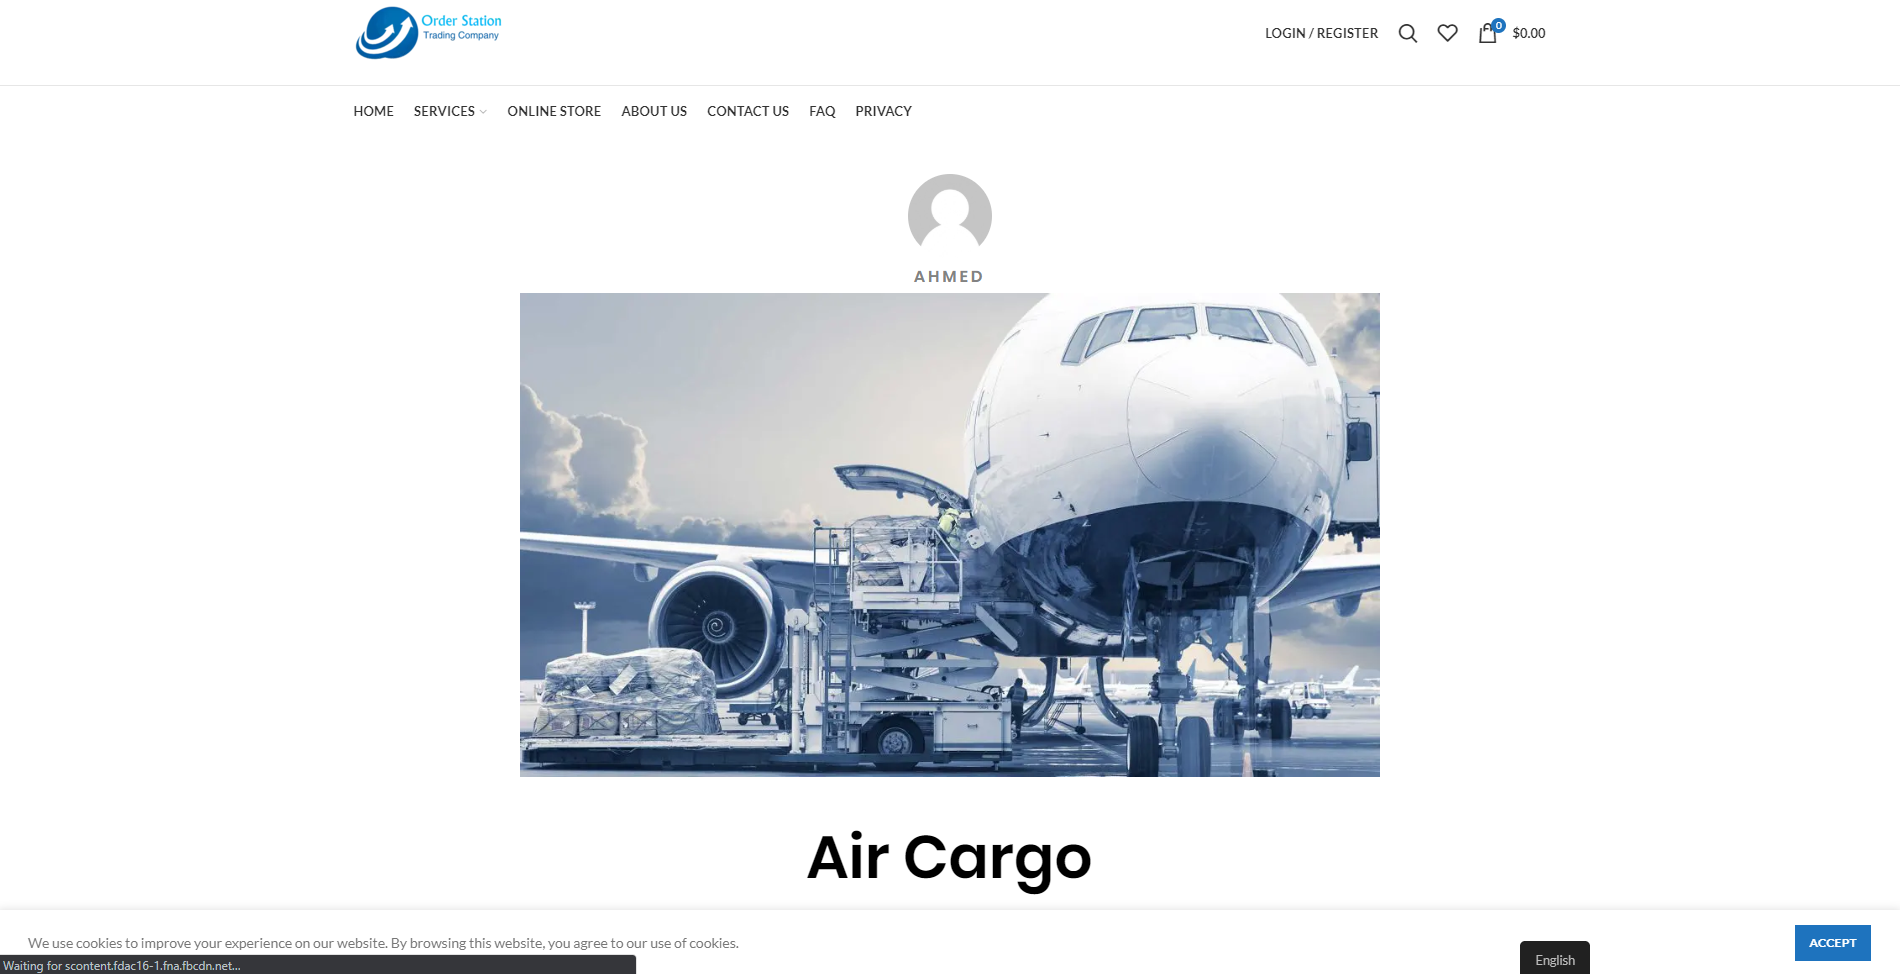 Order Station
Trading Company
LOGIN / REGISTER
0
$0.00
HOME
SERVICES
ONLINE STORE
ABOUT US
CONTACT US
FAQ
PRIVACY
AHMED
Air Cargo
We use cookies to improve your experience on our website. By browsing this website, you agree to our use of cookies.
ACCEPT
Waiting for scontent.fdac16-1.fna.fbcdn.net...
English